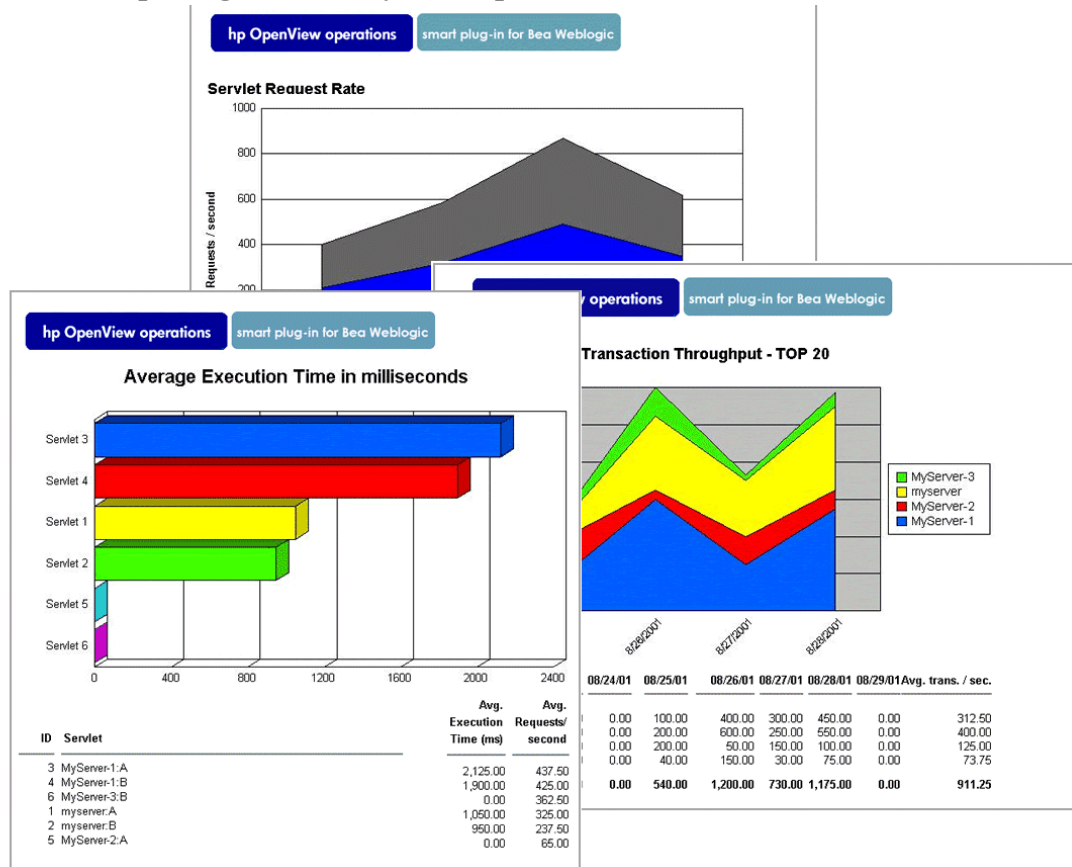 hp OpenView operations
smart plug-in for Bea Weblogic
Servlet Request Rate
1000
800
600
400
200
Requests / second
operations
smart plug-in for Bea Weblogic
Transaction Throughput - TOP 20
MyServer-3
myserver
MyServer-2
MyServer-1
8/26/2001
8/27/2001
8/28/2001
08/24/01 08/25/01 08/26/01 08/27/01 08/28/01 08/29/01 Avg. trans. / sec.
0.00 100.00 400.00 300.00 450.00 0.00 312.50
0.00 200.00 600.00 250.00 550.00 0.00 400.00
0.00 200.00 50.00 150.00 100.00 0.00 125.00
0.00 40.00 150.00 30.00 75.00 0.00 73.75
0.00 540.00 1,200.00 730.00 1,175.00 0.00 911.25
hp OpenView operations
smart plug-in for Bea Weblogic
Average Execution Time in milliseconds
Servlet 3
Servlet 4
Servlet 1
Servlet 2
Servlet 5
Servlet 6
0 400 800 1200 1600 2000 2400
ID Servlet Avg. Execution Time (ms) Avg. Requests/ second
3 MyServer-1:A 2,125.00 437.50
4 MyServer-1:B 1,900.00 425.00
6 MyServer-3:B 0.00 362.50
1 myserver:A 1,050.00 325.00
2 myserver:B 950.00 237.50
5 MyServer-2:A 0.00 65.00